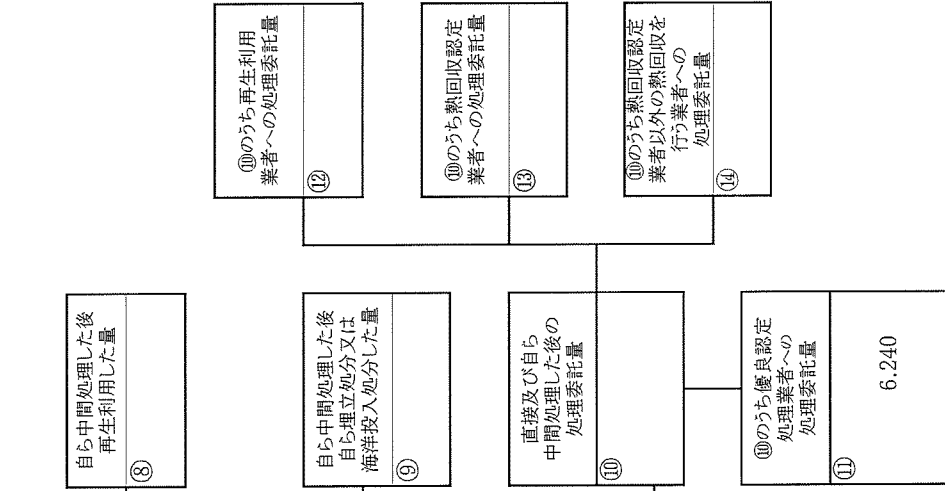 自ら中間処理した後
再生利用した量
⑧
自ら中間処理した後
自ら埋立処分又は
海洋投入処分した量
⑨
直接及び自ら
中間処理した後の
処理委託量
⑩
⑩のうち優良認定
処理業者への
処理委託量
⑪
6.240
⑩のうち再生利用
業者への処理委託量
⑫
⑩のうち熱回収認定
業者への処理委託量
⑬
⑩のうち熱回収認定
業者以外の熱回収を
行う業者への
処理委託量
⑭